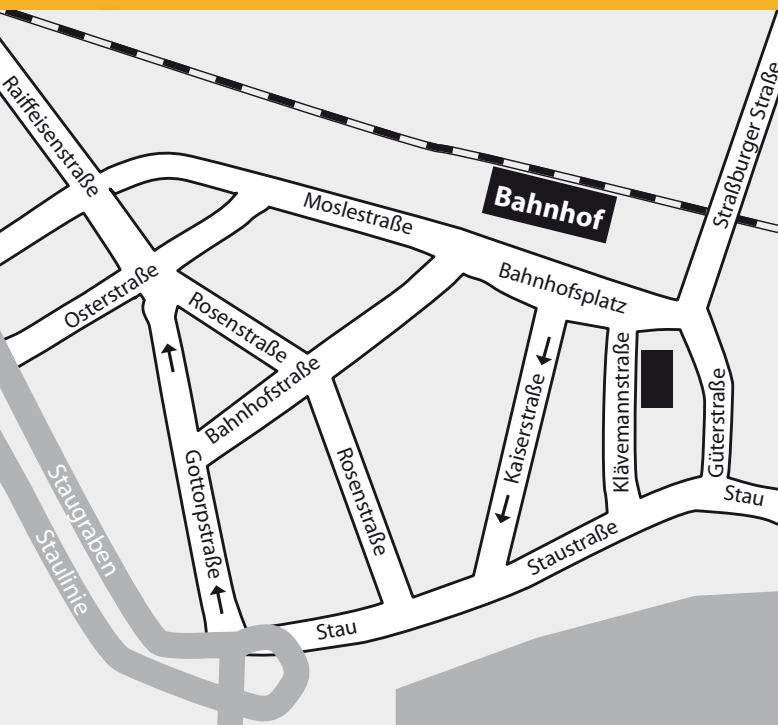 Raiffeisenstraße
Straßburger Straße
Bahnhof
Moslestraße
Bahnhofsplatz
Osterstraße
Rosenstraße
Bahnhofstraße
Kaiserstraße
Klävemannstraße
Güterstraße
Gottorpstraße
Rosenstraße
Staugraben
Staulinie
Stau
Staustraße
Stau